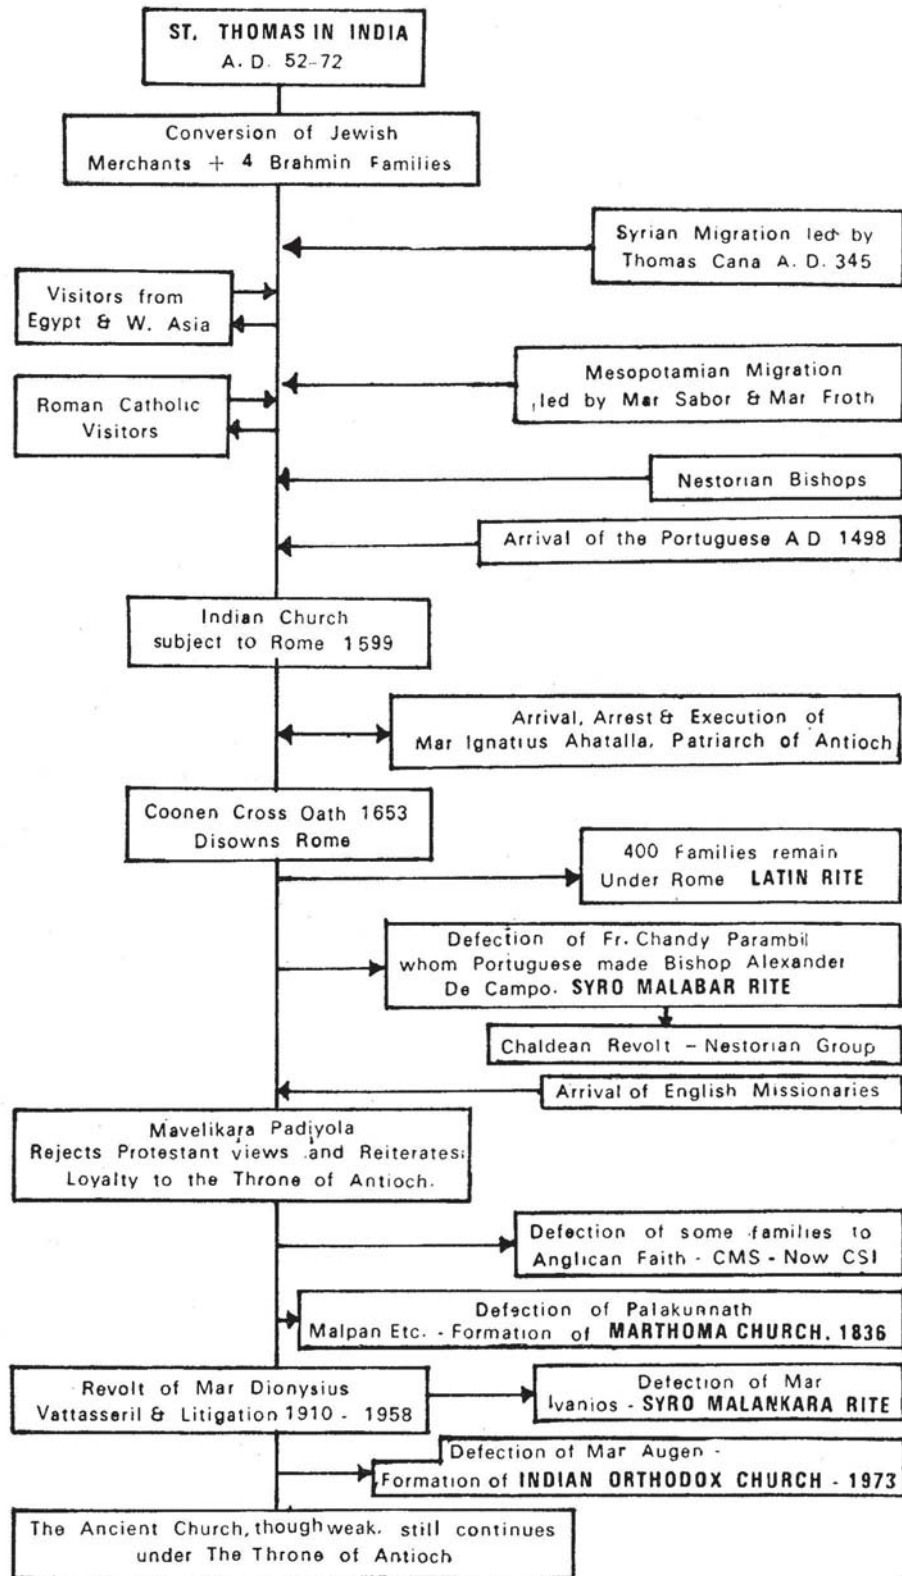 ST. THOMAS IN INDIA
A. D. 52-72
Conversion of Jewish
Merchants + 4 Brahmin Families
Syrian Migration led by
Thomas Cana A. D. 345
Visitors from
Egypt & W. Asia
Mesopotamian Migration
led by Mar Sabor & Mar Froth
Roman Catholic
Visitors
Nestorian Bishops
Arrival of the Portuguese A D 1498
Indian Church
subject to Rome 1599
Arrival, Arrest & Execution of
Mar Ignatius Ahatalla, Patriarch of Antioch
Coonen Cross Oath 1653
Disowns Rome
400 Families remain
Under Rome LATIN RITE
Defection of Fr. Chandy Parambil
whom Portuguese made Bishop Alexander
De Campo. SYRO MALABAR RITE
Chaldean Revolt - Nestorian Group
Arrival of English Missionaries
Mavelikara Padiyola
Rejects Protestant views and Reiterates
Loyalty to the Throne of Antioch.
Defection of some families to
Anglican Faith - CMS - Now CSI
Defection of Palakunnath
Malpan Etc. - Formation of MARTHOMA CHURCH. 1836
Revolt of Mar Dionysius
Vattasseril & Litigation 1910 - 1958
Defection of Mar
Ivanios - SYRO MALANKARA RITE
Defection of Mar Augen -
Formation of INDIAN ORTHODOX CHURCH - 1973
The Ancient Church, though weak. still continues
under The Throne of Antioch